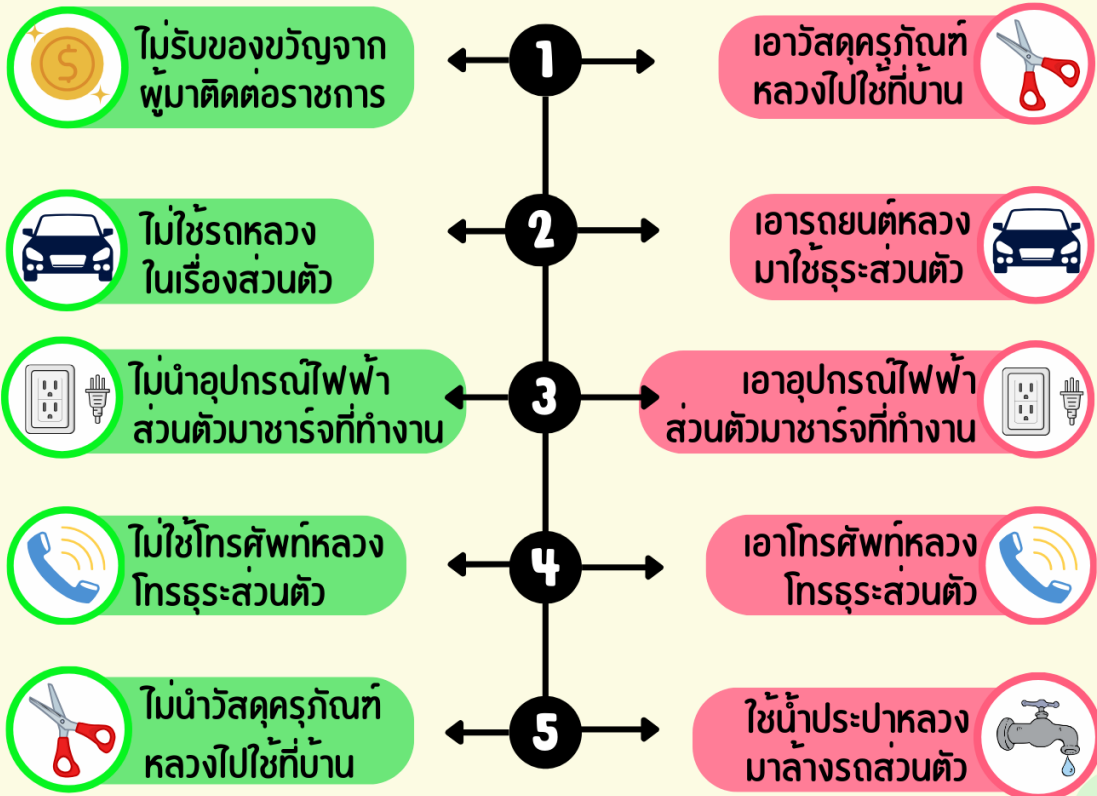 ไม่รับของขวัญจาก
ผู้มาติดต่อราชการ
1
เอาวัสดุครุภัณฑ์
หลวงไปใช้ที่บ้าน
ไม่ใช้รถหลวง
ในเรื่องส่วนตัว
2
เอารถยนต์หลวง
มาใช้ธุระส่วนตัว
ไม่นำอุปกรณ์ไฟฟ้า
ส่วนตัวมาชาร์จที่ทำงาน
3
เอาอุปกรณ์ไฟฟ้า
ส่วนตัวมาชาร์จที่ทำงาน
ไม่ใช้โทรศัพท์หลวง
โทรธุระส่วนตัว
4
เอาโทรศัพท์หลวง
โทรธุระส่วนตัว
ไม่นำวัสดุครุภัณฑ์
หลวงไปใช้ที่บ้าน
5
ใช้น้ำประปาหลวง
มาล้างรถส่วนตัว